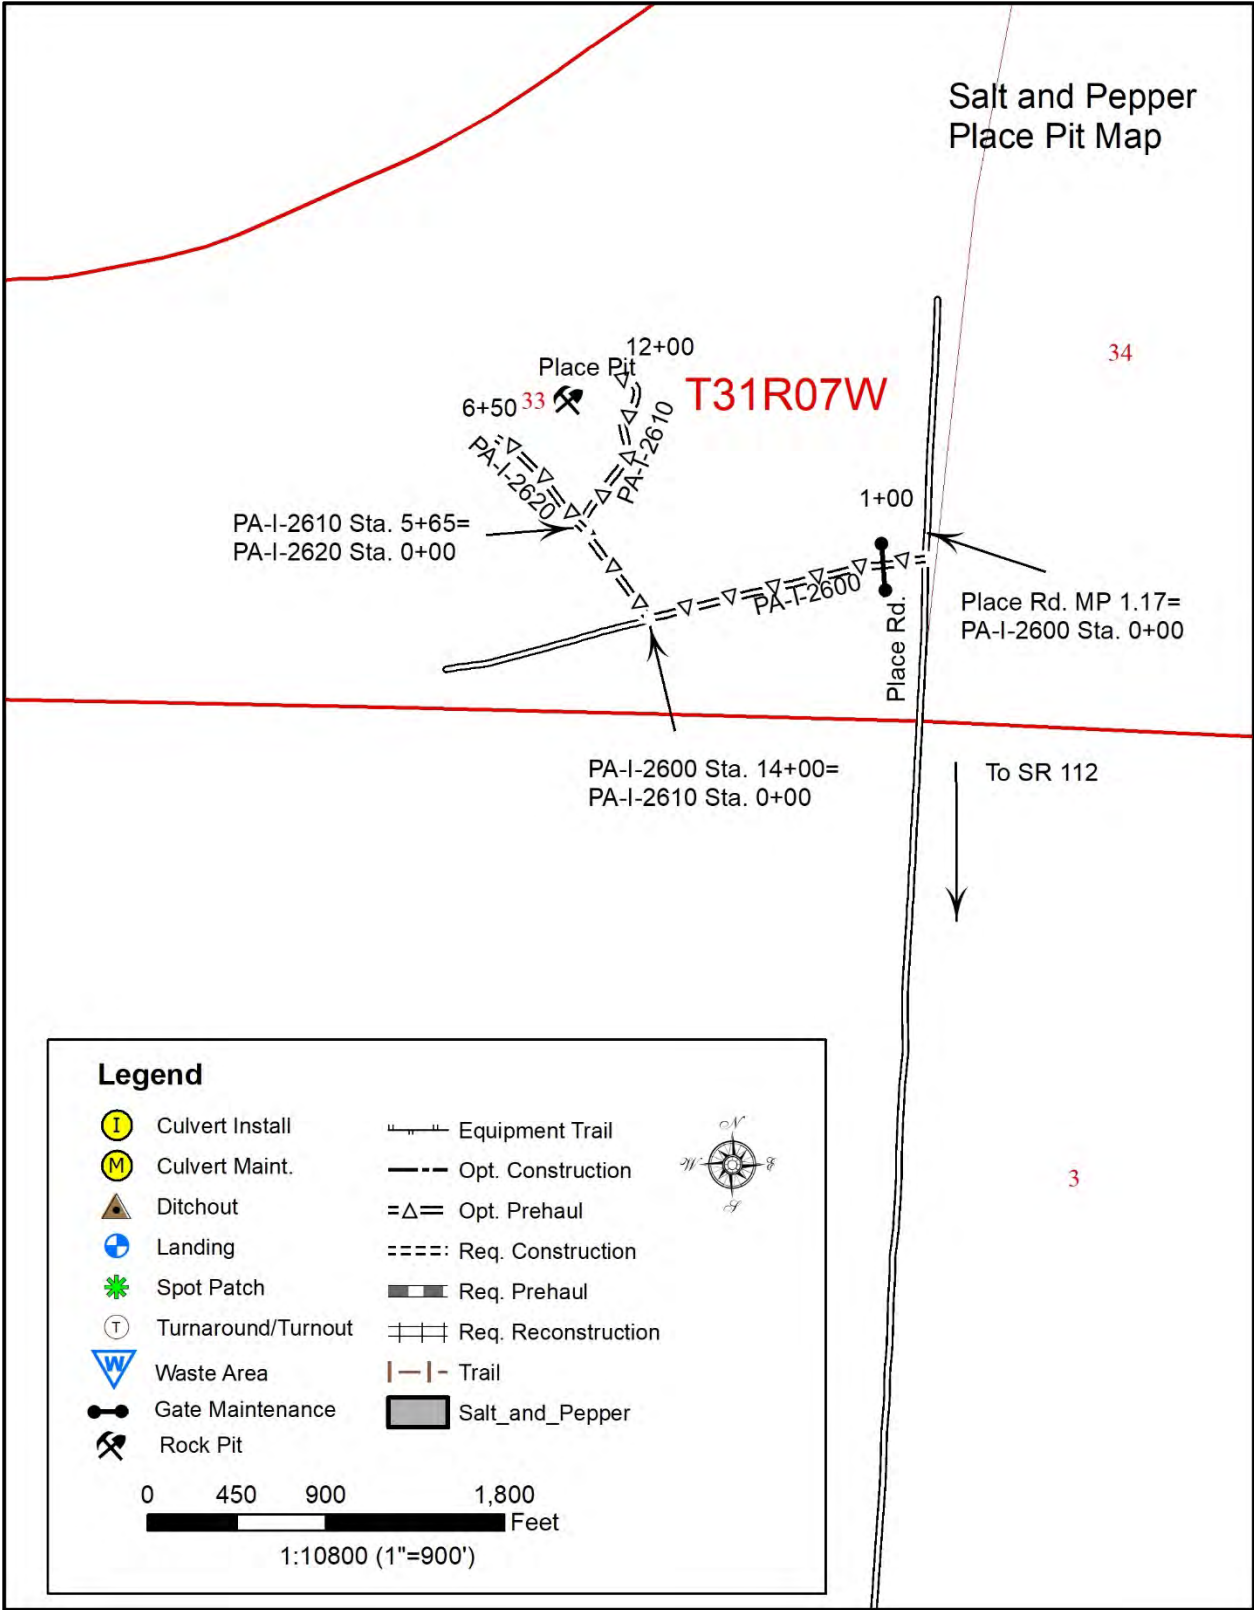 Salt and Pepper
Place Pit Map
34
12+00
Place Pit
T31R07W
6+50
33
PA-I-2610
PA-I-2620
1+00
PA-I-2610 Sta. 5+65=
PA-I-2620 Sta. 0+00
PA-I-2600
Place Rd.
Place Rd. MP 1.17=
PA-I-2600 Sta. 0+00
PA-I-2600 Sta. 14+00=
PA-I-2610 Sta. 0+00
To SR 112
3
Legend
I Culvert Install
M Culvert Maint.
Ditchout
Landing
Spot Patch
T Turnaround/Turnout
W Waste Area
Gate Maintenance
Rock Pit
Equipment Trail
Opt. Construction
Opt. Prehaul
Req. Construction
Req. Prehaul
Req. Reconstruction
Trail
Salt_and_Pepper
N
W E
S
0 450 900 1,800
Feet
1:10800 (1"=900')